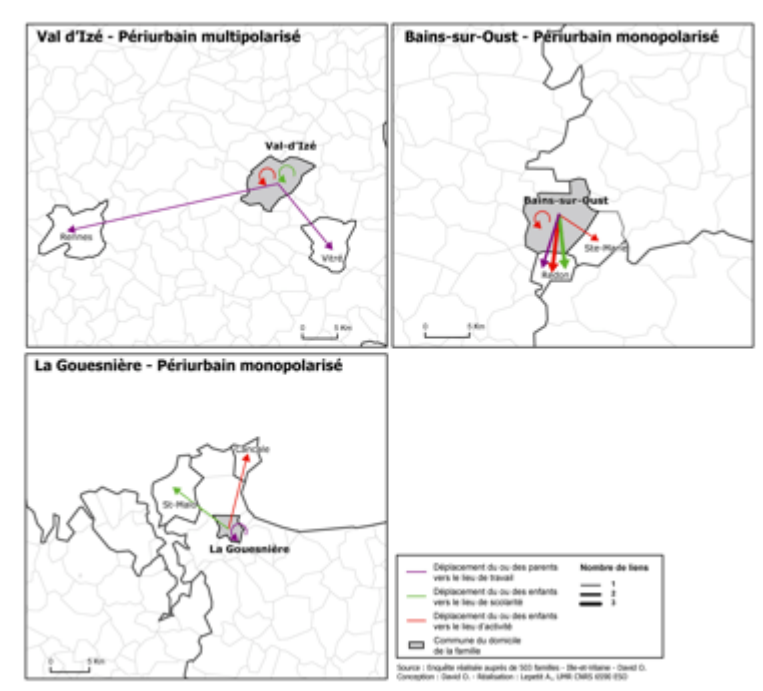 Val d'Izé - Périurbain multipolarisé
Val-d'Izé
Rennes
Vitré
0 5 Km
Bains-sur-Oust - Périurbain monopolarisé
Bains-sur-Oust
Ste-Marie
Redon
0 5 Km
La Gouesnière - Périurbain monopolarisé
Cancale
St-Malo
La Gouesnière
0 5 Km
Déplacement du ou des parents
vers le lieu de travail
Déplacement du ou des enfants
vers le lieu de scolarité
Déplacement du ou des enfants
vers le lieu d'activité
Commune du domicile
de la famille
Nombre de liens
1
2
3
Source : Enquête réalisée auprès de 503 familles - Ille-et-Vilaine - David O.
Conception : David O. - Réalisation : Lepetit A., UMR CNRS 6590 ESO